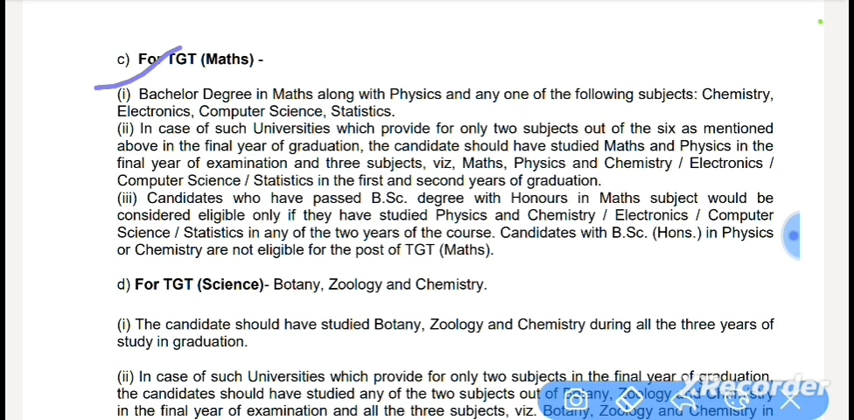 c) For TGT (Maths) -
(i) Bachelor Degree in Maths along with Physics and any one of the following subjects: Chemistry,
Electronics, Computer Science, Statistics.
(ii) In case of such Universities which provide for only two subjects out of the six as mentioned
above in the final year of graduation, the candidate should have studied Maths and Physics in the
final year of examination and three subjects, viz, Maths, Physics and Chemistry / Electronics /
Computer Science / Statistics in the first and second years of graduation.
(iii) Candidates who have passed B.Sc. degree with Honours in Maths subject would be
considered eligible only if they have studied Physics and Chemistry / Electronics / Computer
Science / Statistics in any of the two years of the course. Candidates with B.Sc. (Hons.) in Physics
or Chemistry are not eligible for the post of TGT (Maths).
d) For TGT (Science)- Botany, Zoology and Chemistry.
(i) The candidate should have studied Botany, Zoology and Chemistry during all the three years of
study in graduation.
(ii) In case of such Universities which provide for only two subjects in the final year of graduation,
the candidates should have studied any of the two subjects out of Botany, Zoology and Chemistry
in the final year of examination and all the three subjects, viz. Botany, Zoology and Chemistry in
XRecorder